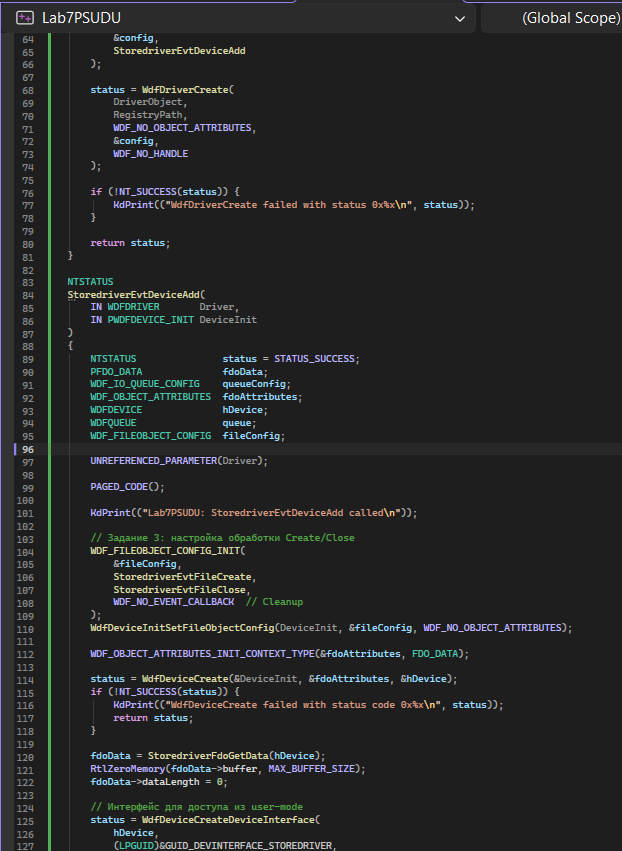 Lab7PSUDU
(Global Scope)
64 &config,
65 StoredriverEvtDeviceAdd
66 );
67
68 status = WdfDriverCreate(
69 DriverObject,
70 RegistryPath,
71 WDF_NO_OBJECT_ATTRIBUTES,
72 &config,
73 WDF_NO_HANDLE
74 );
75
76 if (!NT_SUCCESS(status)) {
77 KdPrint(("WdfDriverCreate failed with status 0x%x\n", status));
78 }
79
80 return status;
81 }
82
83 NTSTATUS
84 StoredriverEvtDeviceAdd(
85 IN WDFDRIVER Driver,
86 IN PWDFDEVICE_INIT DeviceInit
87 )
88 {
89 NTSTATUS status = STATUS_SUCCESS;
90 PFDO_DATA fdoData;
91 WDF_IO_QUEUE_CONFIG queueConfig;
92 WDF_OBJECT_ATTRIBUTES fdoAttributes;
93 WDFDEVICE hDevice;
94 WDFQUEUE queue;
95 WDF_FILEOBJECT_CONFIG fileConfig;
96
97 UNREFERENCED_PARAMETER(Driver);
98
99 PAGED_CODE();
100
101 KdPrint(("Lab7PSUDU: StoredriverEvtDeviceAdd called\n"));
102
103 // Задание 3: настройка обработки Create/Close
104 WDF_FILEOBJECT_CONFIG_INIT(
105 &fileConfig,
106 StoredriverEvtFileCreate,
107 StoredriverEvtFileClose,
108 WDF_NO_EVENT_CALLBACK // Cleanup
109 );
110 WdfDeviceInitSetFileObjectConfig(DeviceInit, &fileConfig, WDF_NO_OBJECT_ATTRIBUTES);
111
112 WDF_OBJECT_ATTRIBUTES_INIT_CONTEXT_TYPE(&fdoAttributes, FDO_DATA);
113
114 status = WdfDeviceCreate(&DeviceInit, &fdoAttributes, &hDevice);
115 if (!NT_SUCCESS(status)) {
116 KdPrint(("WdfDeviceCreate failed with status code 0x%x\n", status));
117 return status;
118 }
119
120 fdoData = StoredriverFdoGetData(hDevice);
121 RtlZeroMemory(fdoData->buffer, MAX_BUFFER_SIZE);
122 fdoData->dataLength = 0;
123
124 // Интерфейс для доступа из user-mode
125 status = WdfDeviceCreateDeviceInterface(
126 hDevice,
127 (LPGUID)&GUID_DEVINTERFACE_STOREDRIVER,